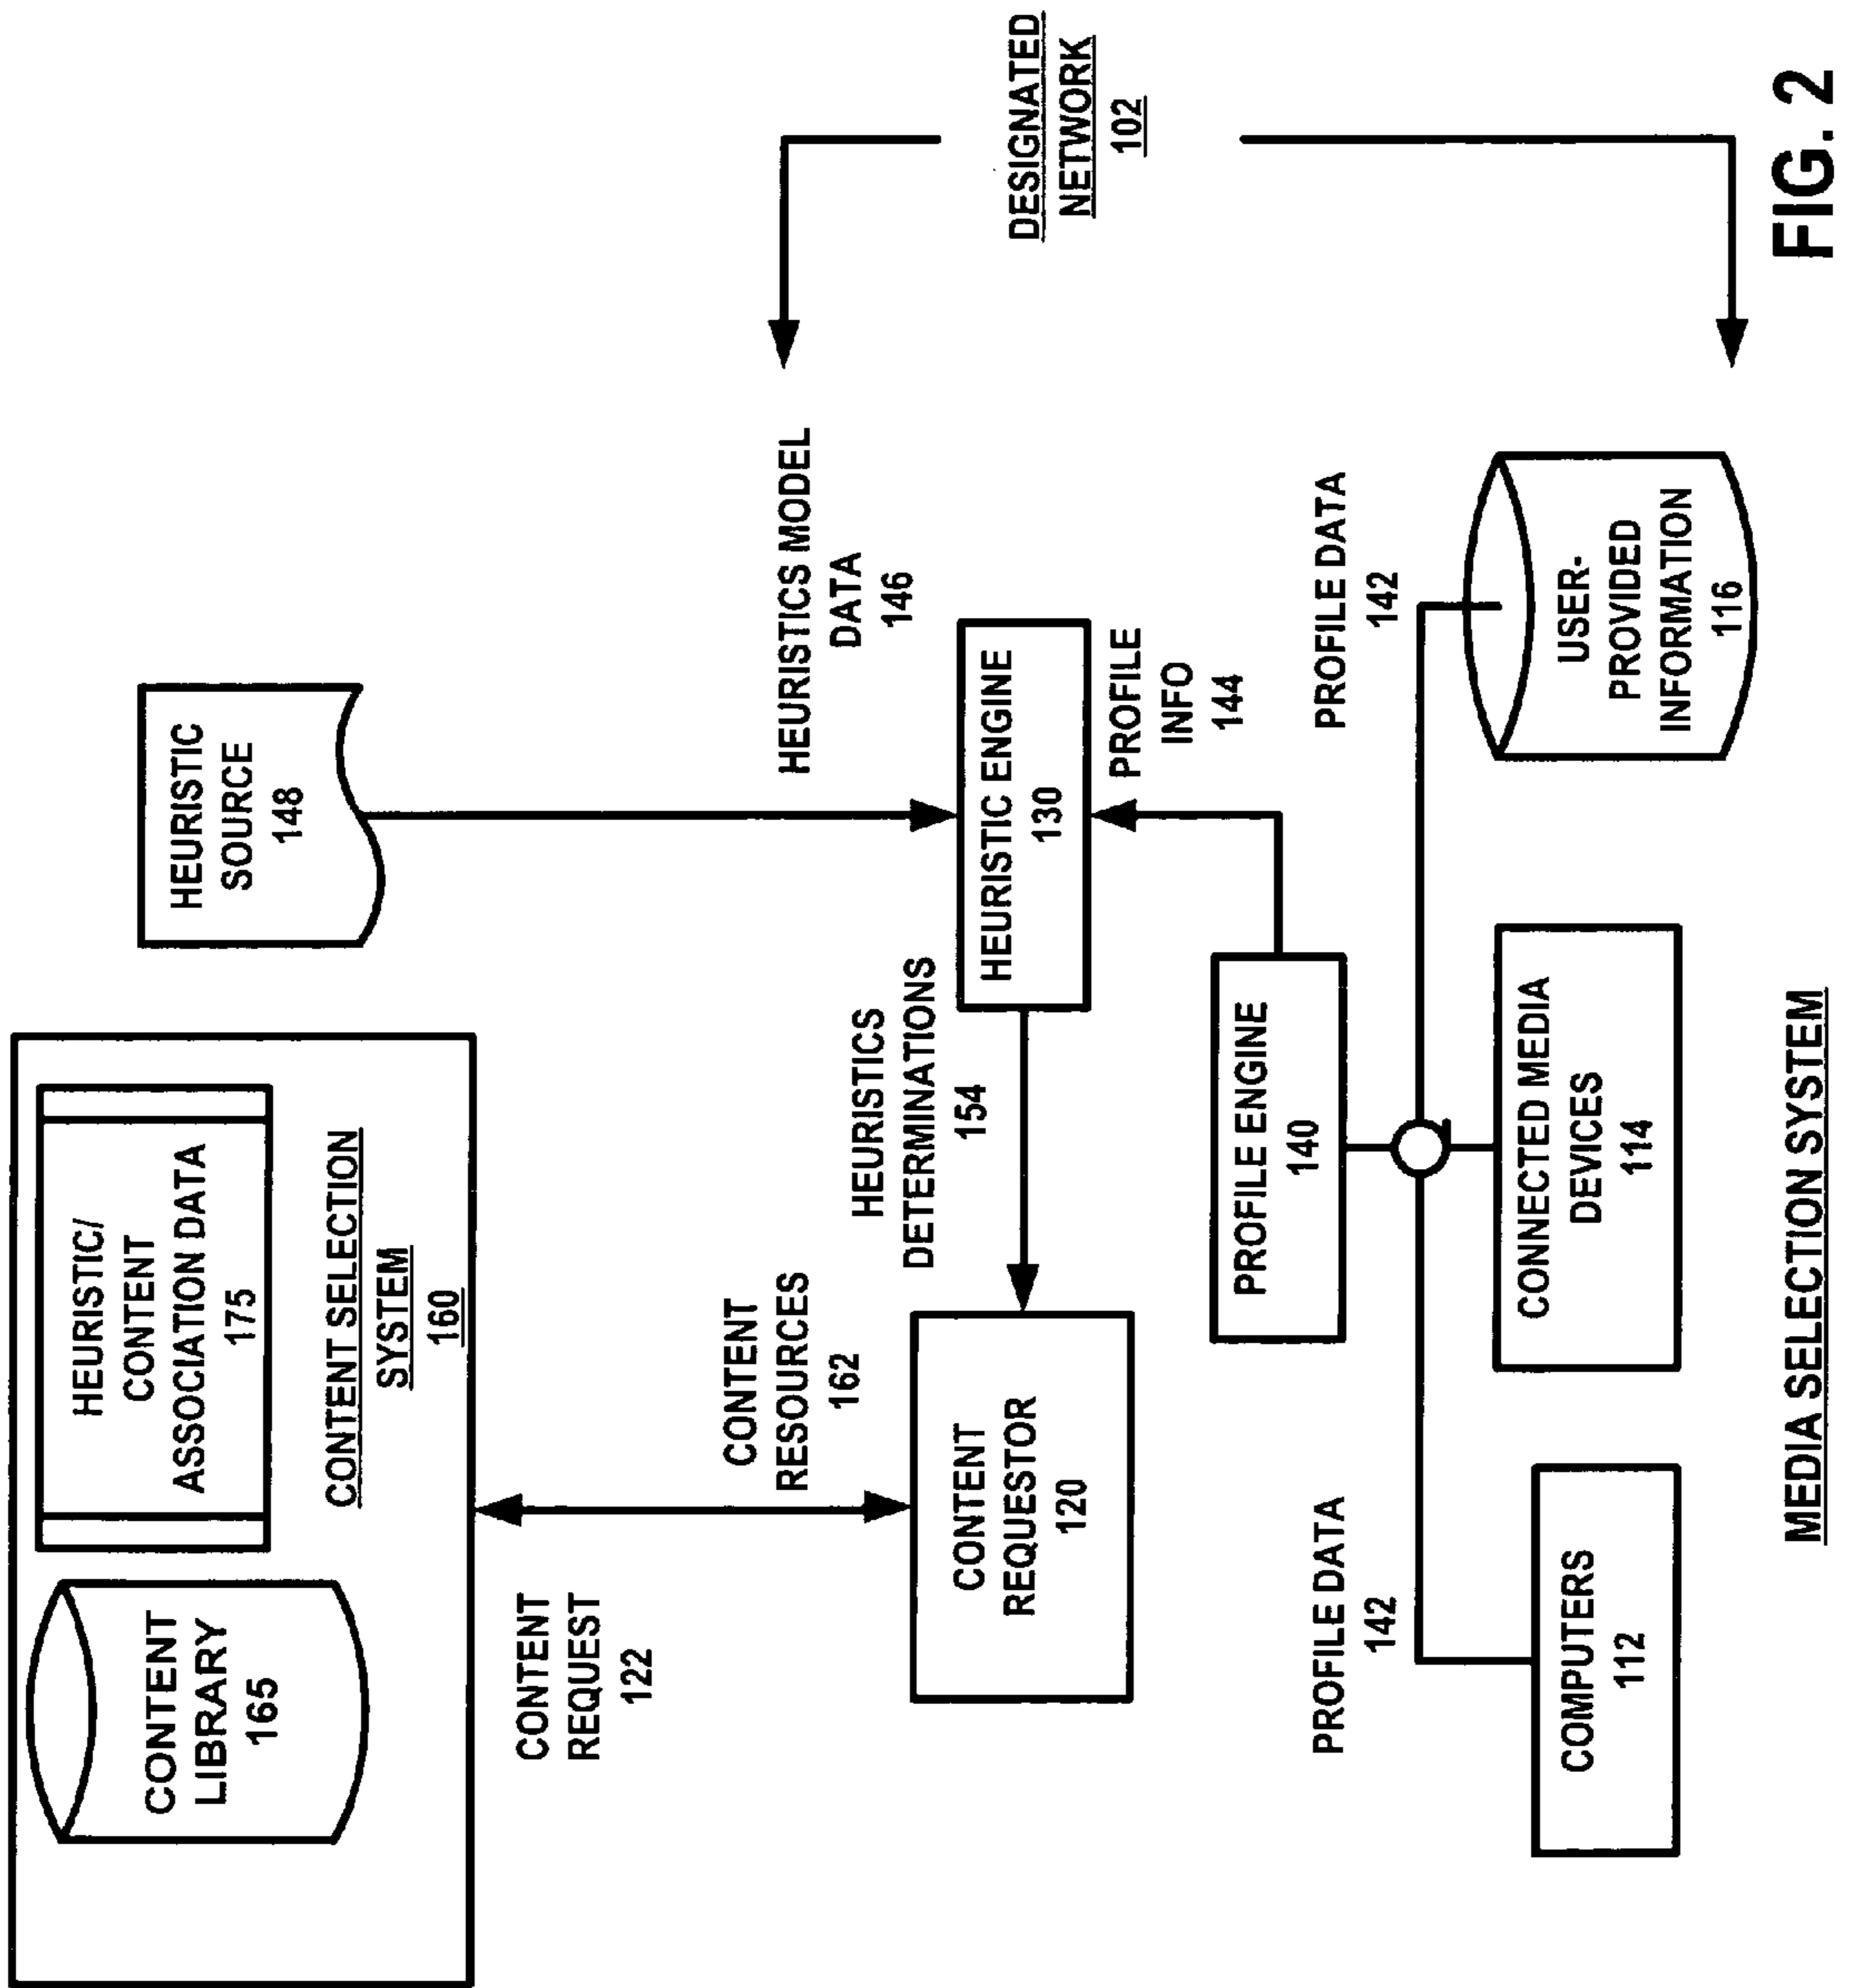 CONTENT
LIBRARY
165
HEURISTIC/
CONTENT
ASSOCIATION DATA
175
CONTENT SELECTION
SYSTEM
160
HEURISTIC
SOURCE
148
CONTENT
REQUEST
122
CONTENT
RESOURCES
162
HEURISTICS MODEL
DATA
146
HEURISTICS
DETERMINATIONS
154
CONTENT
REQUESTOR
120
HEURISTIC ENGINE
130
DESIGNATED
NETWORK
102
PROFILE
INFO
144
PROFILE ENGINE
140
PROFILE DATA
142
PROFILE DATA
142
COMPUTERS
112
CONNECTED MEDIA
DEVICES
114
USER-
PROVIDED
INFORMATION
116
MEDIA SELECTION SYSTEM
FIG. 2